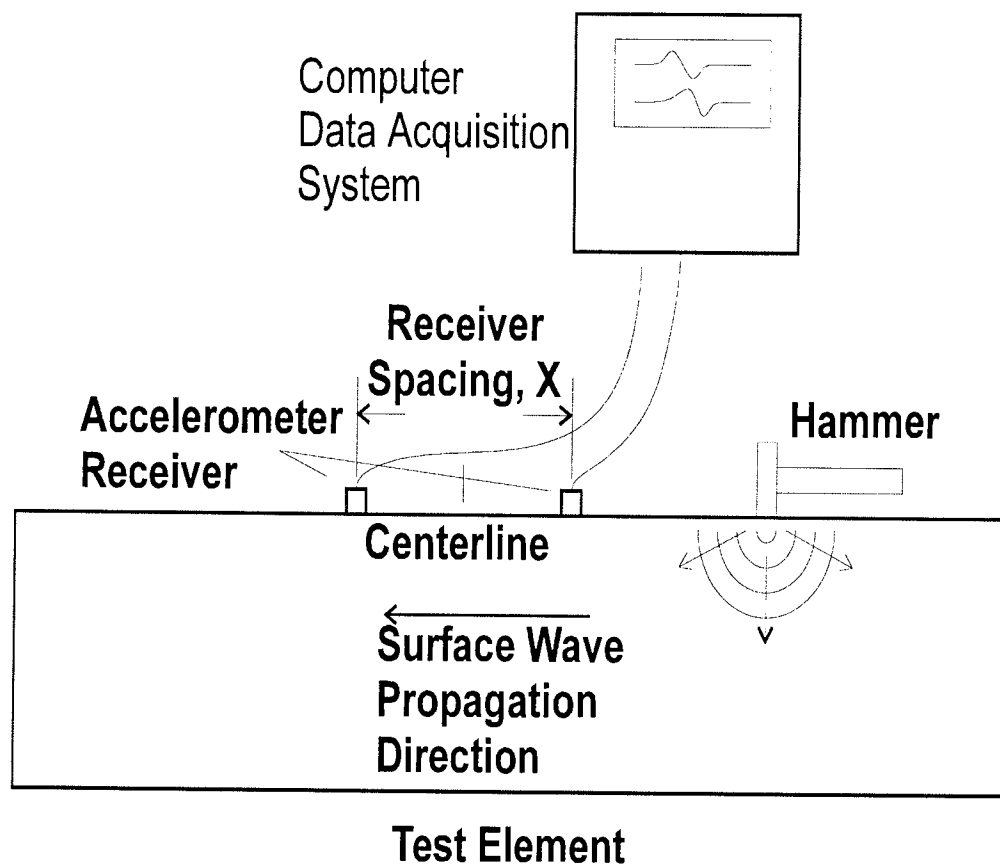 Computer
Data Acquisition
System
Receiver
Spacing, X
Accelerometer
Receiver
Hammer
Centerline
Surface Wave
Propagation
Direction
Test Element